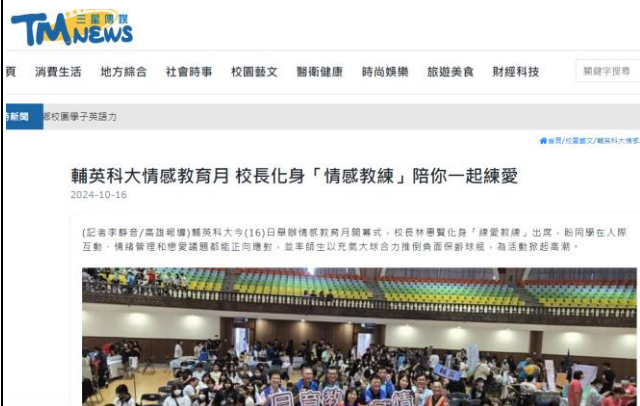 三星傳媒
TMNEWS
頁 消費生活 地方綜合 社會時事 校園藝文 醫衛健康 時尚娛樂 旅遊美食 財經科技 關鍵字搜尋
時新聞 鄉校園學子英語力
首頁/校園藝文/輔英科大情感
輔英科大情感教育月 校長化身「情感教練」陪你一起練愛
2024-10-16
(記者李靜音/高雄報導)輔英科大今(16)日舉辦情感教育月開幕式，校長林惠賢化身「練愛教練」出席，盼同學在人際
互動、情緒管理和戀愛議題都能正向應對，並率師生以充氣大球合力推倒負面保齡球瓶，為活動掀起高潮。